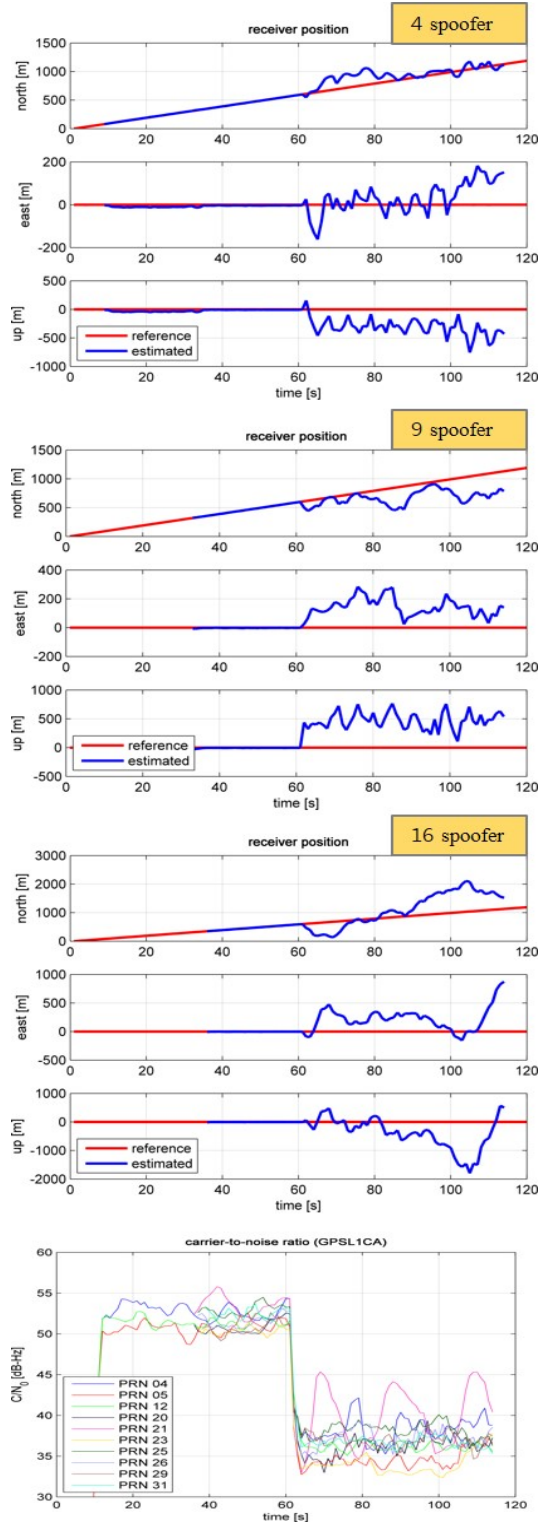 4 spoofer
receiver position
north [m]
1500
1000
500
0
0 20 40 60 80 100 120
east [m]
200
0
-200
0 20 40 60 80 100 120
up [m]
500
0
-500
-1000
reference
estimated
0 20 40 60 80 100 120
time [s]
9 spoofer
receiver position
north [m]
1500
1000
500
0
0 20 40 60 80 100 120
east [m]
400
200
0
-200
0 20 40 60 80 100 120
up [m]
1000
500
0
-500
reference
estimated
0 20 40 60 80 100 120
time [s]
16 spoofer
receiver position
north [m]
3000
2000
1000
0
0 20 40 60 80 100 120
east [m]
1000
500
0
-500
0 20 40 60 80 100 120
up [m]
1000
0
-1000
-2000
reference
estimated
0 20 40 60 80 100 120
time [s]
carrier-to-noise ratio (GPSL1CA)
C/N0 [dB-Hz]
60
55
50
45
40
35
30
PRN 04
PRN 05
PRN 12
PRN 20
PRN 21
PRN 23
PRN 25
PRN 26
PRN 29
PRN 31
0 20 40 60 80 100 120
time [s]